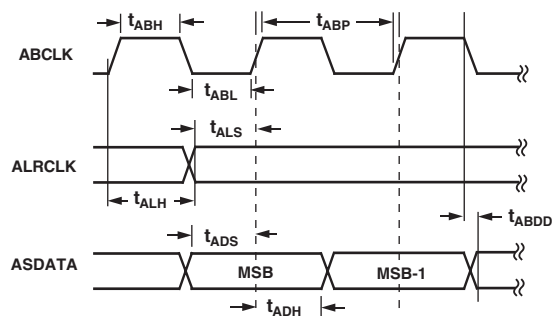 tABH
tABP
ABCLK
tABL
tALS
ALRCLK
tALH
tABDD
tADS
ASDATA
MSB
MSB-1
tADH